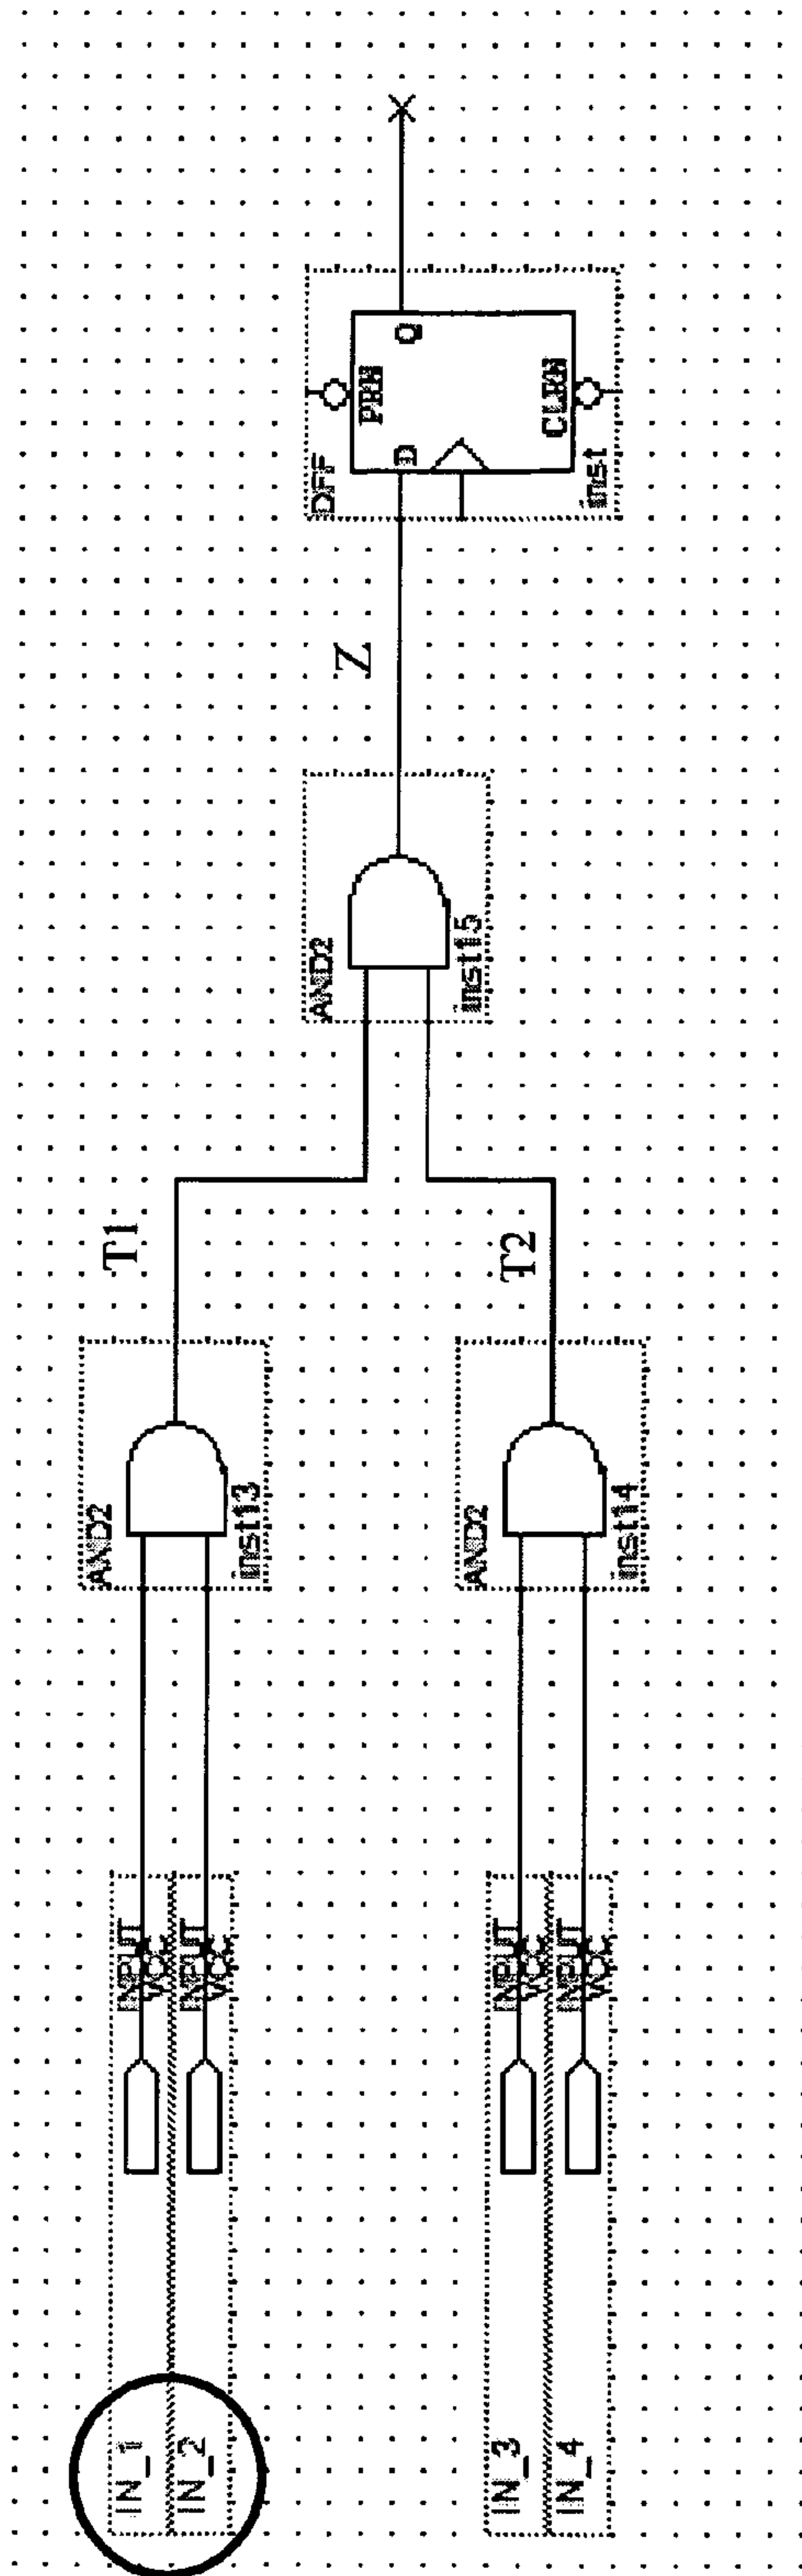 IN_1
INPUT
VCC
IN_2
INPUT
VCC
AND2
inst13
T1
IN_3
INPUT
VCC
IN_4
INPUT
VCC
AND2
inst14
T2
AND2
inst15
Z
DFF
PRN
D
Q
CLRN
inst